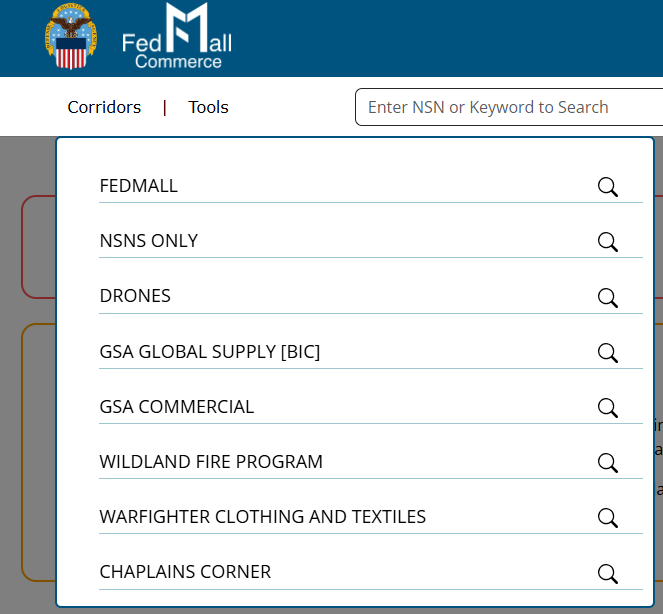 FedMall
Commerce
Corridors | Tools
Enter NSN or Keyword to Search
FEDMALL
NSNS ONLY
DRONES
GSA GLOBAL SUPPLY [BIC]
GSA COMMERCIAL
WILDLAND FIRE PROGRAM
WARFIGHTER CLOTHING AND TEXTILES
CHAPLAINS CORNER